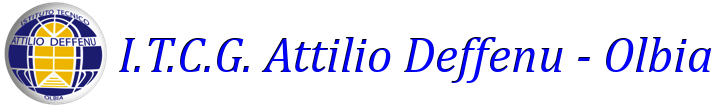 ISTITUTO TECNICO
ATTILIO DEFFENU
OLBIA
I.T.C.G. Attilio Deffenu - Olbia